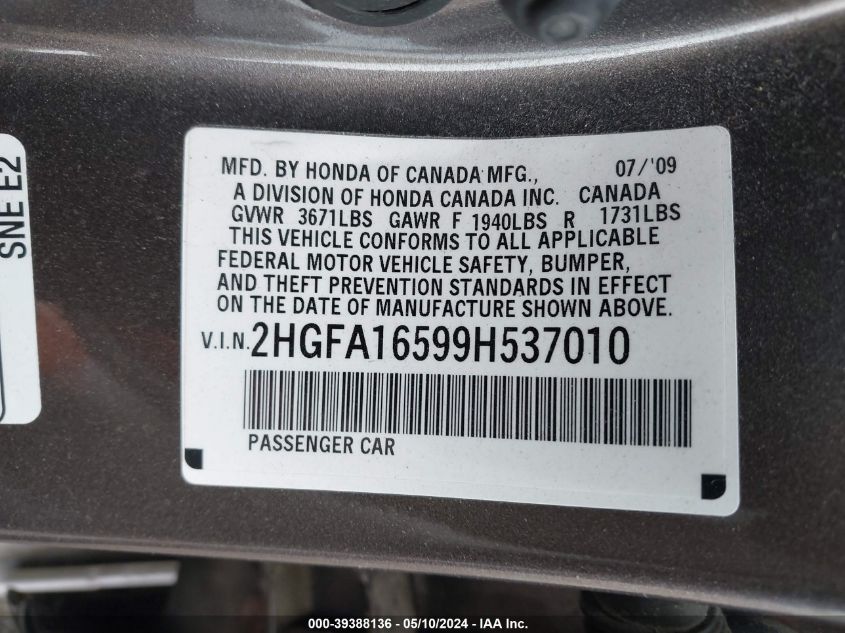 SNE E2
MFD. BY HONDA OF CANADA MFG., 07/'09
A DIVISION OF HONDA CANADA INC. CANADA
GVWR 3671LBS GAWR F 1940LBS R 1731LBS
THIS VEHICLE CONFORMS TO ALL APPLICABLE
FEDERAL MOTOR VEHICLE SAFETY, BUMPER,
AND THEFT PREVENTION STANDARDS IN EFFECT
ON THE DATE OF MANUFACTURE SHOWN ABOVE.
V.I.N. 2HGFA16599H537010
PASSENGER CAR
000-39388136 - 05/10/2024 - IAA Inc.